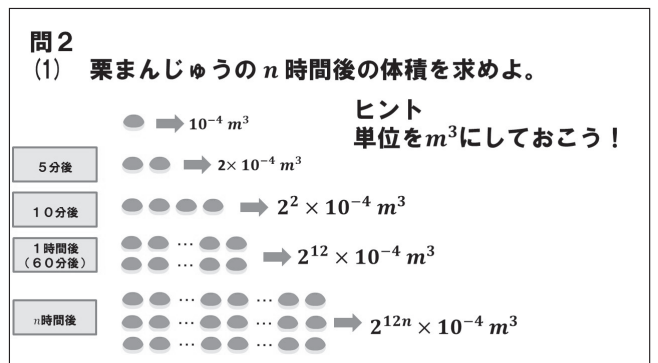 問２
(1) 栗まんじゅうの n 時間後の体積を求めよ。
ヒント
単位をm³にしておこう！
10⁻⁴ m³
５分後
2× 10⁻⁴ m³
１０分後
2² × 10⁻⁴ m³
１時間後
（６０分後）
…
…
2¹² × 10⁻⁴ m³
n時間後
… …
… …
… …
2¹²ⁿ × 10⁻⁴ m³